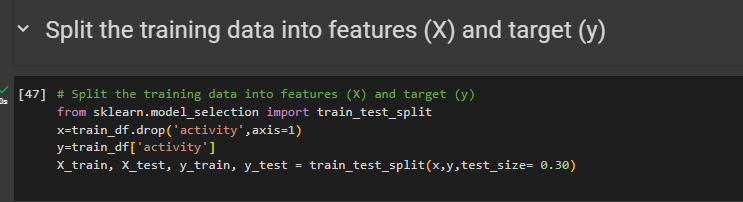 Split the training data into features (X) and target (y)
[47] # Split the training data into features (X) and target (y)
0s
from sklearn.model_selection import train_test_split
x=train_df.drop('activity',axis=1)
y=train_df['activity']
X_train, X_test, y_train, y_test = train_test_split(x,y,test_size= 0.30)